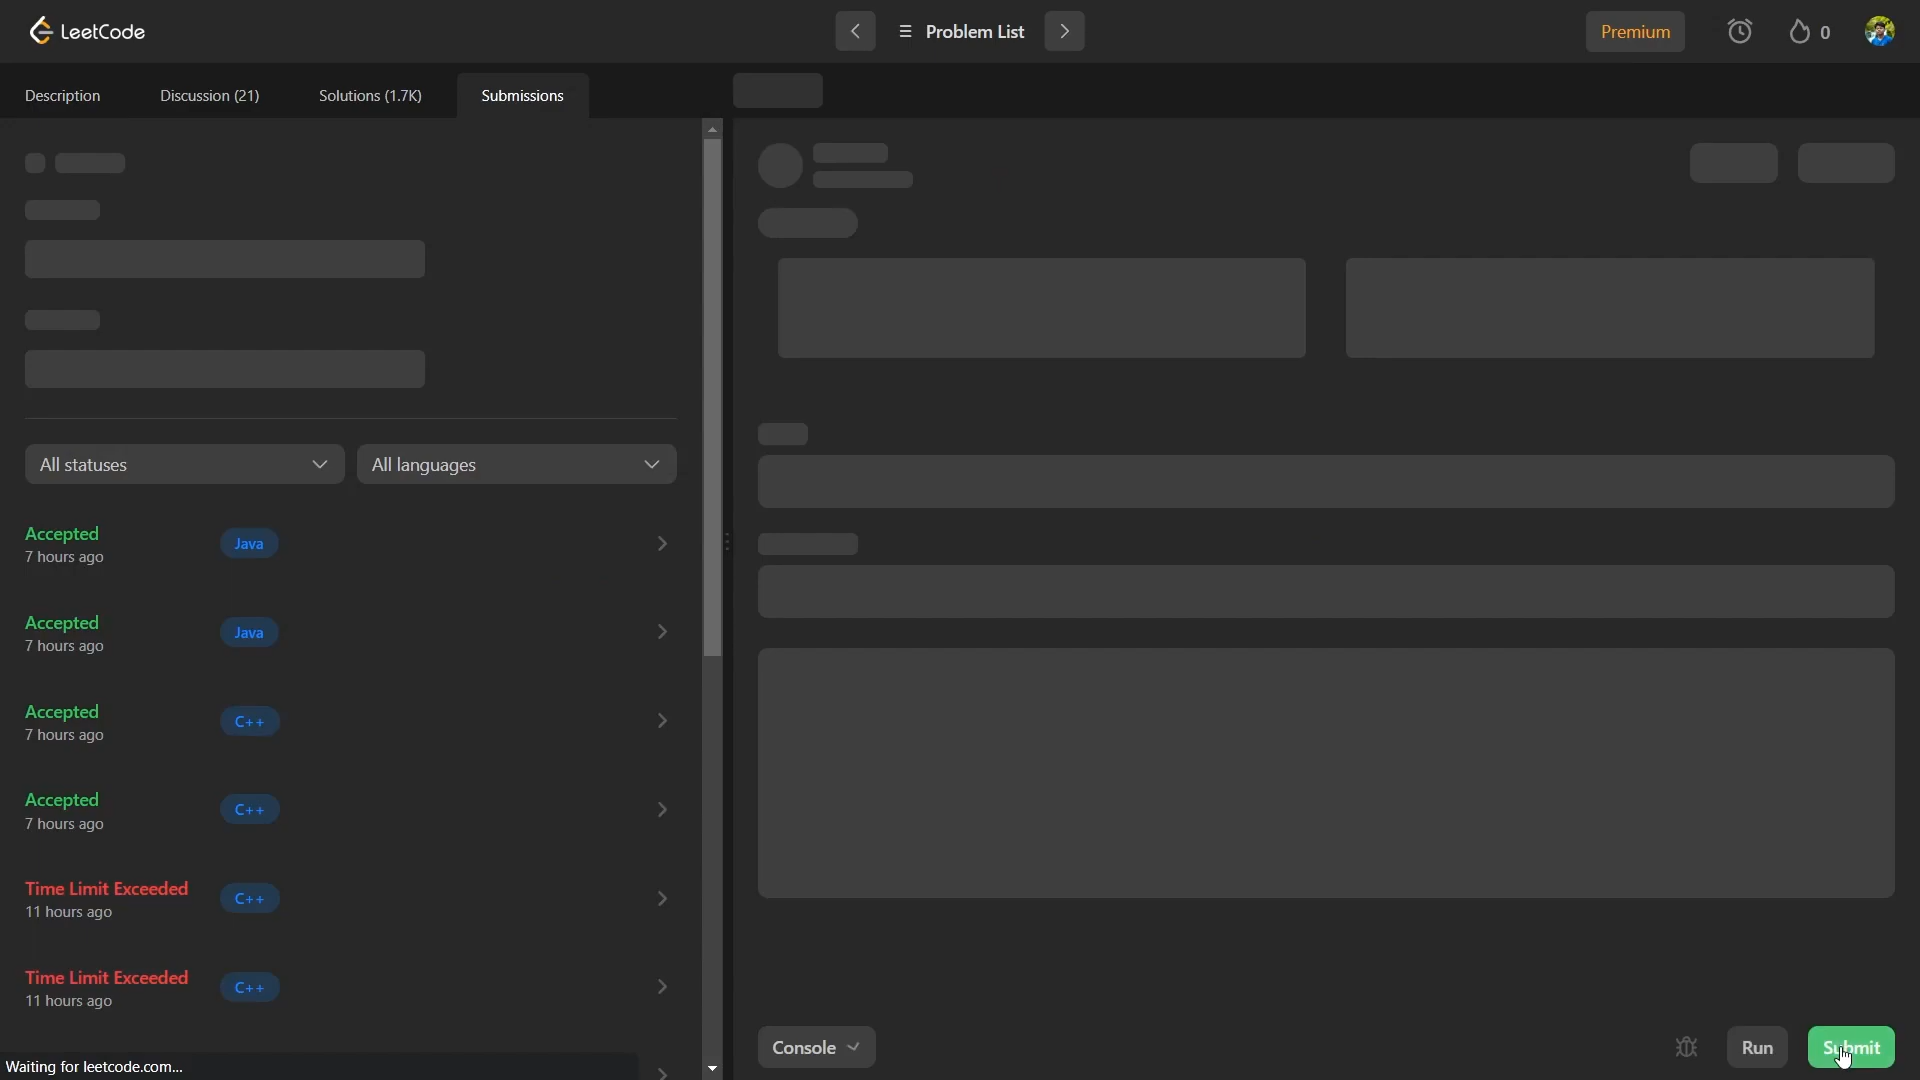 LeetCode
Problem List
Premium
0
Description
Discussion (21)
Solutions (1.7K)
Submissions
All statuses
All languages
Accepted
7 hours ago
Java
Accepted
7 hours ago
Java
Accepted
7 hours ago
C++
Accepted
7 hours ago
C++
Time Limit Exceeded
11 hours ago
C++
Time Limit Exceeded
11 hours ago
C++
Console
Run
Submit
Waiting for leetcode.com...